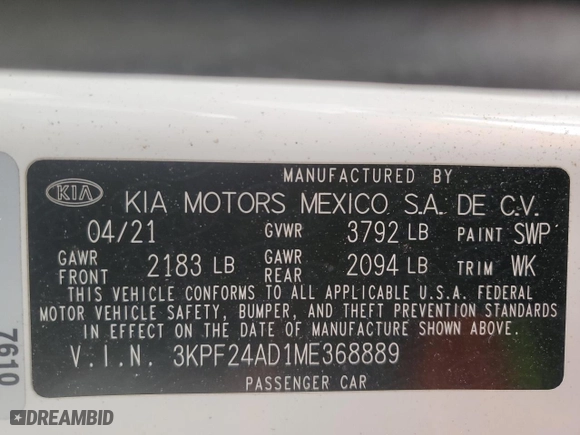 MANUFACTURED BY
KIA KIA MOTORS MEXICO S.A. DE C.V.
04/21 GVWR 3792 LB PAINT SWP
GAWR FRONT 2183 LB GAWR REAR 2094 LB TRIM WK
THIS VEHICLE CONFORMS TO ALL APPLICABLE U.S.A. FEDERAL
MOTOR VEHICLE SAFETY, BUMPER, AND THEFT PREVENTION STANDARDS
IN EFFECT ON THE DATE OF MANUFACTURE SHOWN ABOVE.
V.I.N. 3KPF24AD1ME368889
PASSENGER CAR
7610
DREAMBID